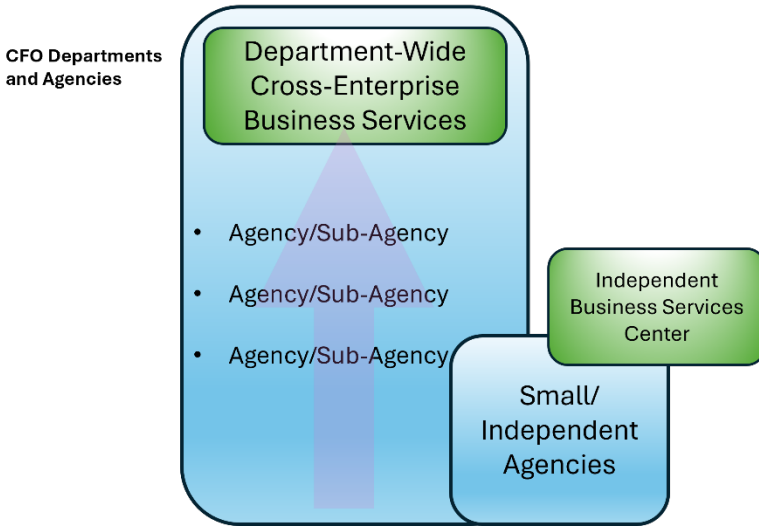 CFO Departments
and Agencies
Department-Wide
Cross-Enterprise
Business Services
• Agency/Sub-Agency
• Agency/Sub-Agency
• Agency/Sub-Agency
Independent
Business Services
Center
Small/
Independent
Agencies